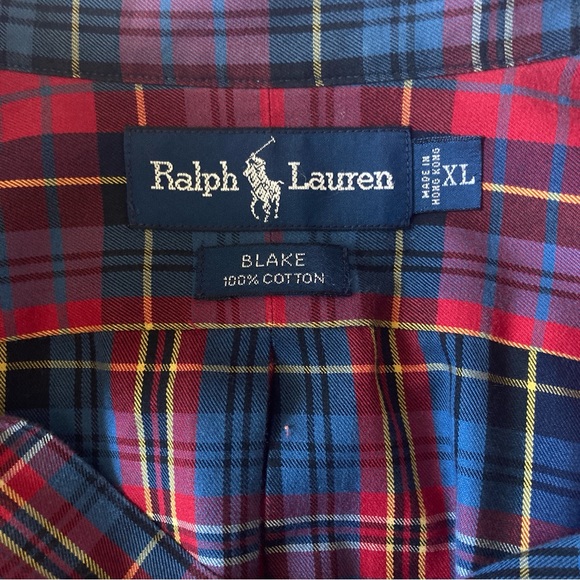 Ralph Lauren
MADE IN
HONG KONG
XL
BLAKE
100% COTTON